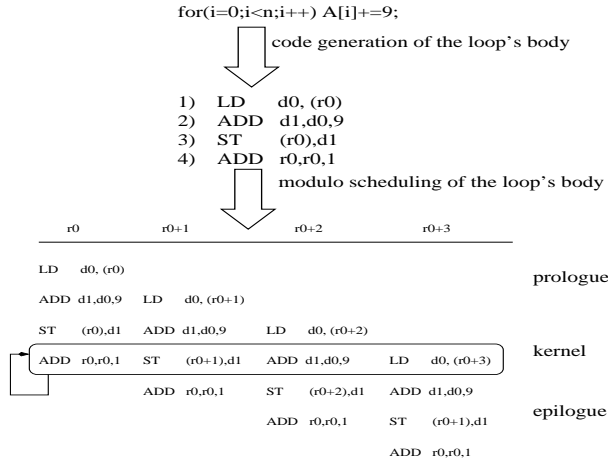 for(i=0;i<n;i++) A[i]+=9;
code generation of the loop's body
1) LD d0, (r0)
2) ADD d1,d0,9
3) ST (r0),d1
4) ADD r0,r0,1
modulo scheduling of the loop's body
r0 r0+1 r0+2 r0+3
LD d0, (r0)
prologue
ADD d1,d0,9 LD d0, (r0+1)
ST (r0),d1 ADD d1,d0,9 LD d0, (r0+2)
ADD r0,r0,1 ST (r0+1),d1 ADD d1,d0,9 LD d0, (r0+3)
kernel
ADD r0,r0,1 ST (r0+2),d1 ADD d1,d0,9
epilogue
ADD r0,r0,1 ST (r0+1),d1
ADD r0,r0,1